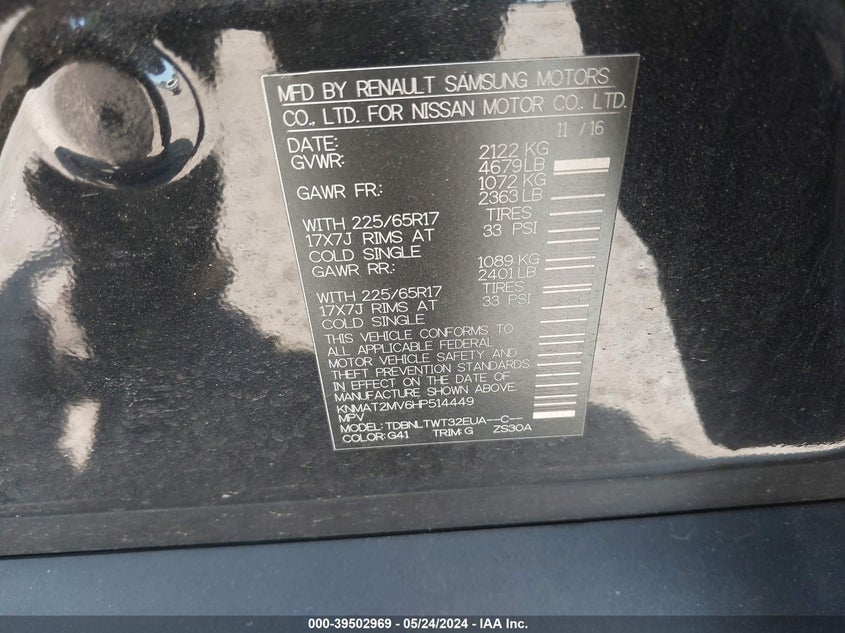 MFD BY RENAULT SAMSUNG MOTORS
CO., LTD. FOR NISSAN MOTOR CO., LTD.
DATE: 11 / 16
GVWR: 2122 KG
4679 LB
GAWR FR: 1072 KG
2363 LB
WITH 225/65R17 TIRES
17X7J RIMS AT 33 PSI
COLD SINGLE
GAWR RR: 1089 KG
2401 LB
WITH 225/65R17 TIRES
17X7J RIMS AT 33 PSI
COLD SINGLE
THIS VEHICLE CONFORMS TO
ALL APPLICABLE FEDERAL
MOTOR VEHICLE SAFETY AND
THEFT PREVENTION STANDARDS
IN EFFECT ON THE DATE OF
MANUFACTURE SHOWN ABOVE.
KNMAT2MV6HP514449
MPV
MODEL: TDBNLTWT32EUA--C--
COLOR: G41 TRIM: G ZS30A
000-39502969 - 05/24/2024 - IAA Inc.